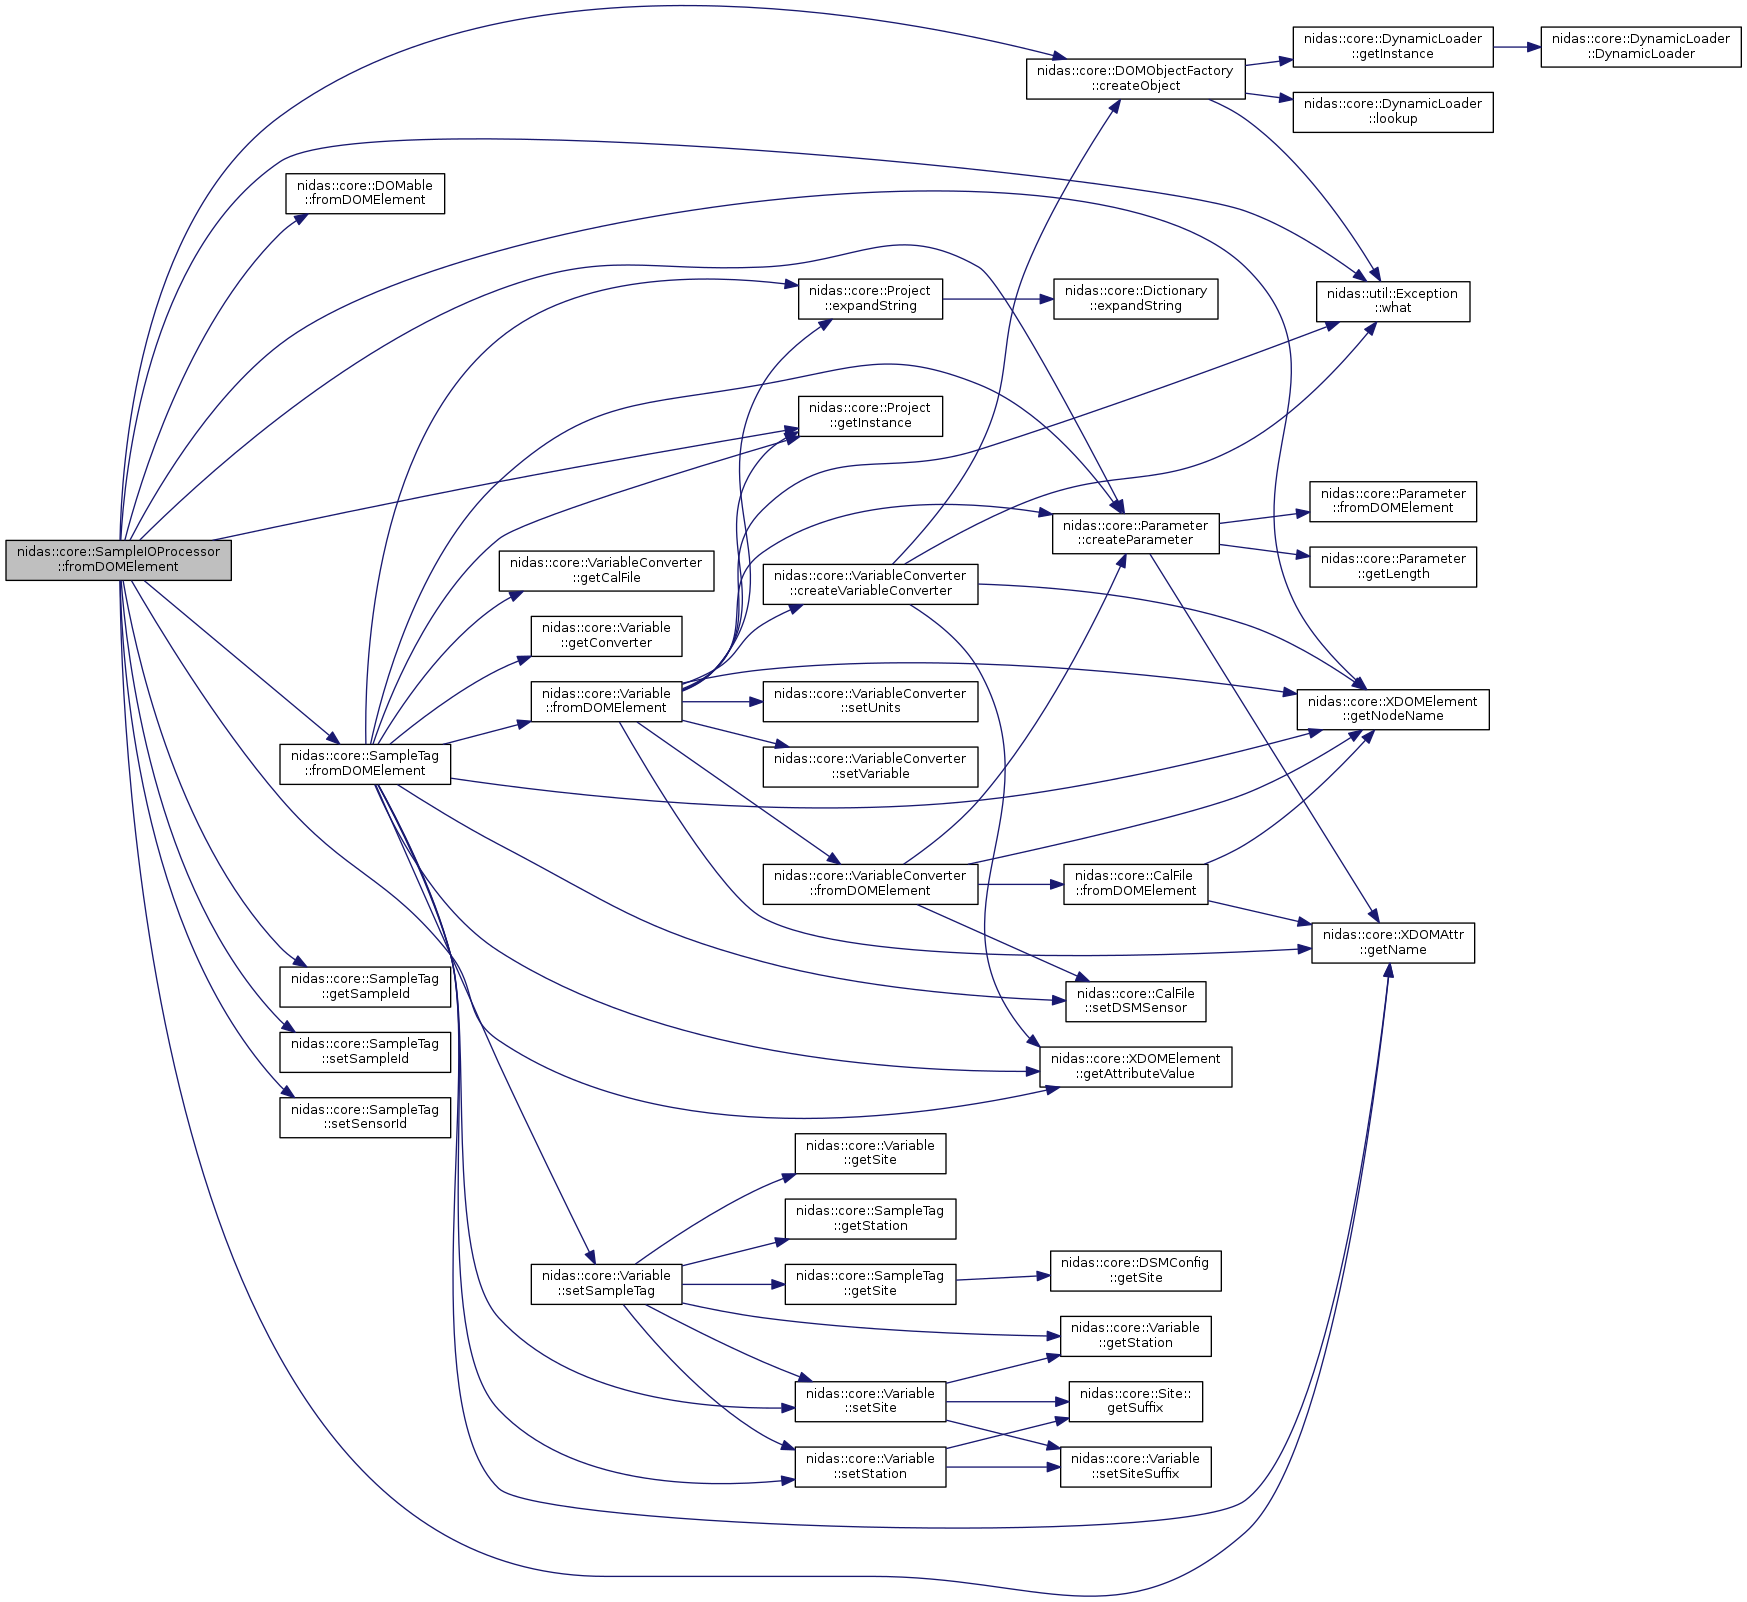 nidas::core::SampleIOProcessor
::fromDOMElement
nidas::core::DOMObjectFactory
::createObject
nidas::core::DynamicLoader
::getInstance
nidas::core::DynamicLoader
::DynamicLoader
nidas::core::DynamicLoader
::lookup
nidas::util::Exception
::what
nidas::core::DOMable
::fromDOMElement
nidas::core::Project
::expandString
nidas::core::Dictionary
::expandString
nidas::core::Project
::getInstance
nidas::core::Parameter
::createParameter
nidas::core::Parameter
::fromDOMElement
nidas::core::Parameter
::getLength
nidas::core::VariableConverter
::getCalFile
nidas::core::VariableConverter
::createVariableConverter
nidas::core::Variable
::getConverter
nidas::core::Variable
::fromDOMElement
nidas::core::VariableConverter
::setUnits
nidas::core::XDOMElement
::getNodeName
nidas::core::SampleTag
::fromDOMElement
nidas::core::VariableConverter
::setVariable
nidas::core::VariableConverter
::fromDOMElement
nidas::core::CalFile
::fromDOMElement
nidas::core::XDOMAttr
::getName
nidas::core::SampleTag
::getSampleId
nidas::core::CalFile
::setDSMSensor
nidas::core::SampleTag
::setSampleId
nidas::core::XDOMElement
::getAttributeValue
nidas::core::SampleTag
::setSensorId
nidas::core::Variable
::getSite
nidas::core::SampleTag
::getStation
nidas::core::Variable
::setSampleTag
nidas::core::SampleTag
::getSite
nidas::core::DSMConfig
::getSite
nidas::core::Variable
::getStation
nidas::core::Variable
::setSite
nidas::core::Site::
getSuffix
nidas::core::Variable
::setStation
nidas::core::Variable
::setSiteSuffix